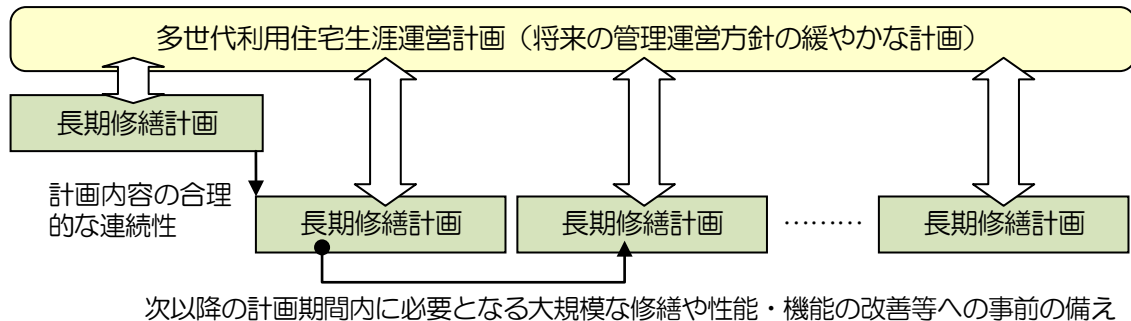 多世代利用住宅生涯運営計画（将来の管理運営方針の緩やかな計画）
長期修繕計画
計画内容の合理
的な連続性
長期修繕計画
長期修繕計画
………
長期修繕計画
次以降の計画期間内に必要となる大規模な修繕や性能・機能の改善等への事前の備え